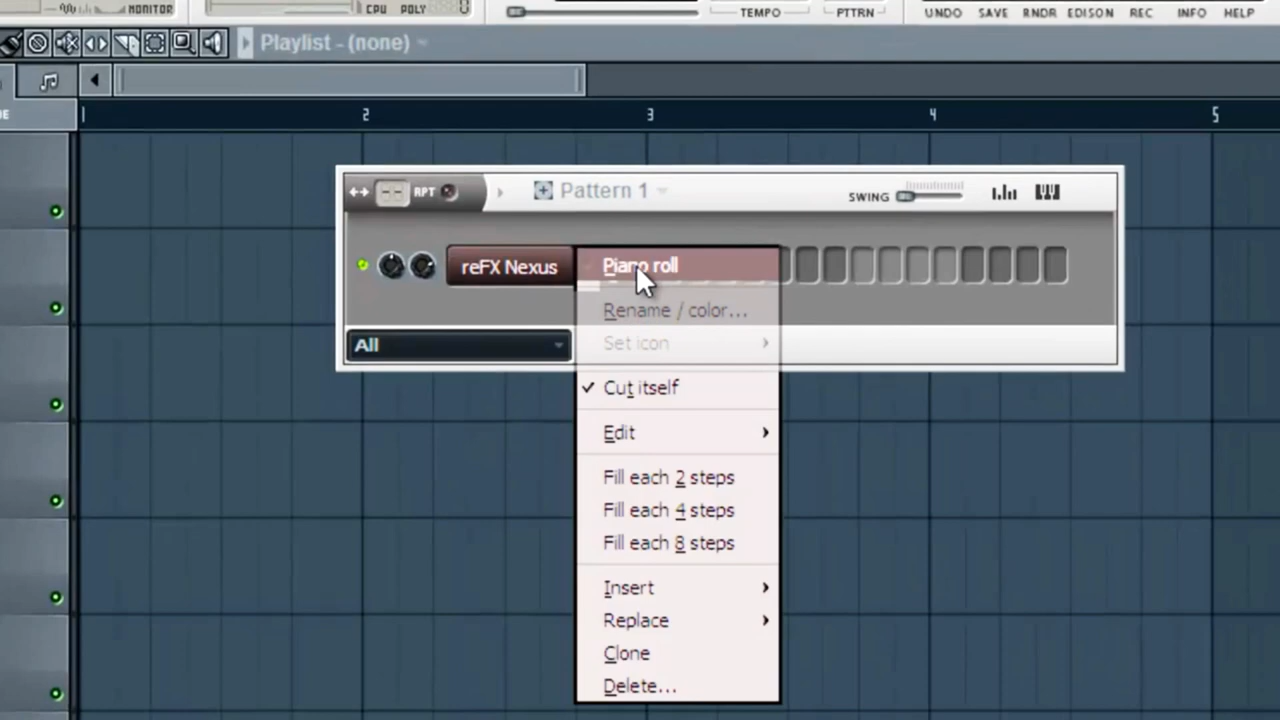 MONITOR
CPU POLY
TEMPO
PTTRN
UNDO SAVE RNDR EDISON REC INFO HELP
Playlist - (none)
2 3 4 5
RPT
Pattern 1
SWING
reFX Nexus
Piano roll
Rename / color...
Set icon
All
Cut itself
Edit
Fill each 2 steps
Fill each 4 steps
Fill each 8 steps
Insert
Replace
Clone
Delete...